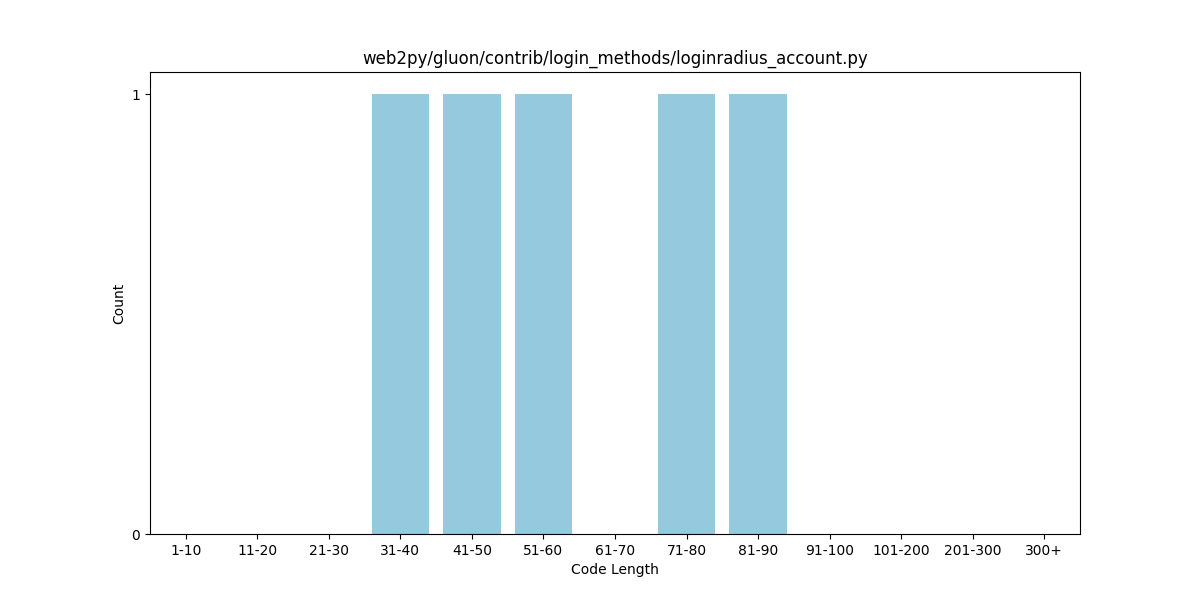 web2py/gluon/contrib/login_methods/loginradius_account.py
1
0
Count
1-10 11-20 21-30 31-40 41-50 51-60 61-70 71-80 81-90 91-100 101-200 201-300 300+
Code Length